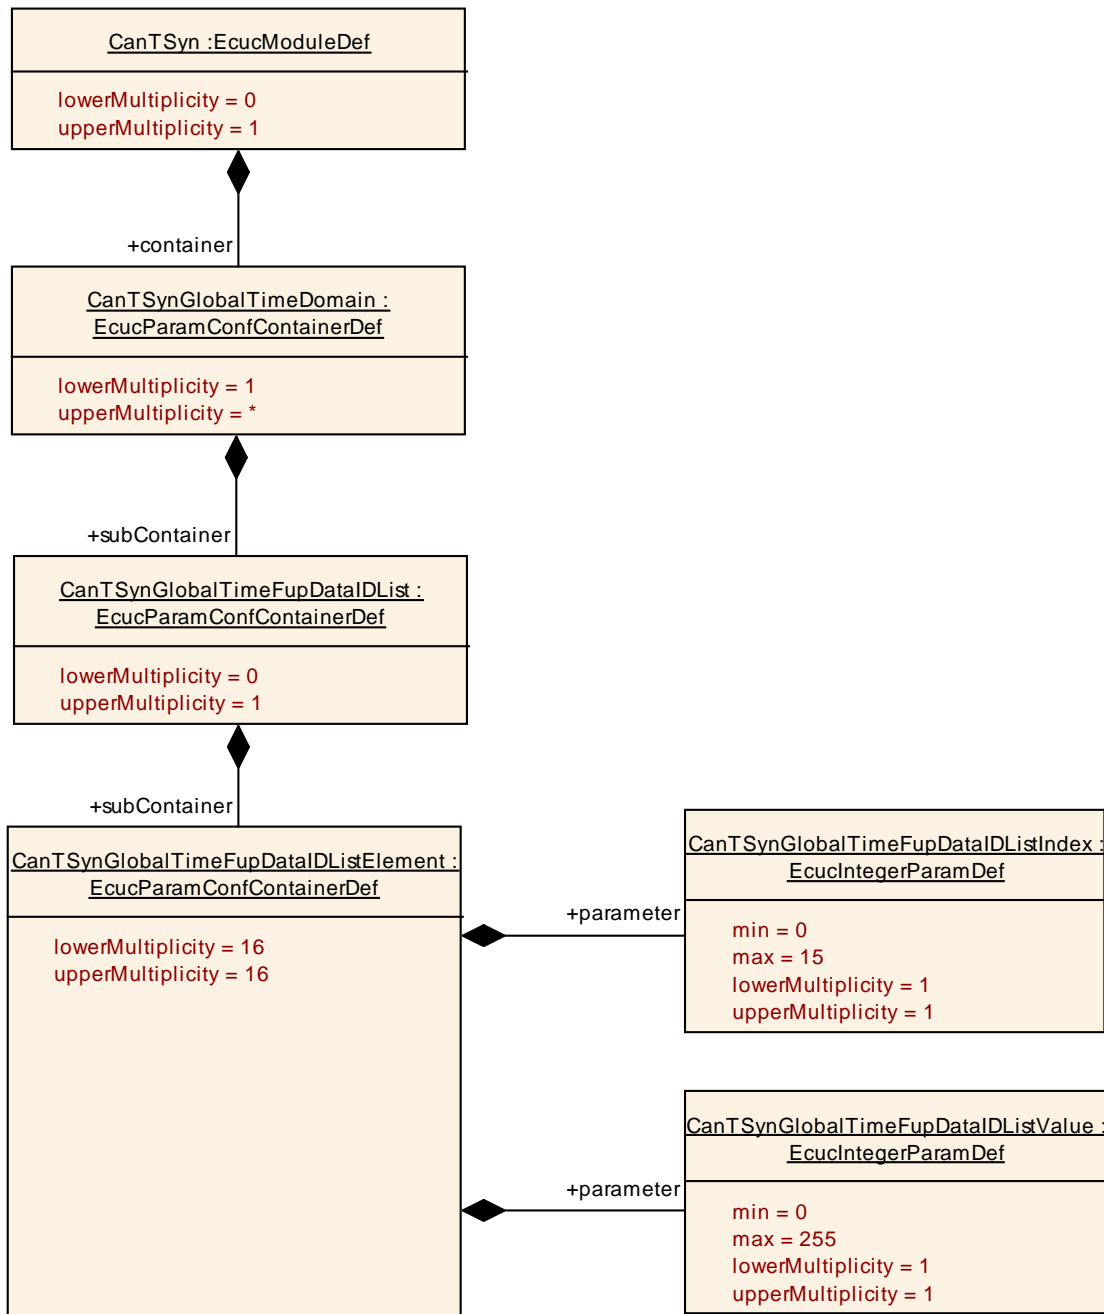 CanTSyn :EcucModuleDef
lowerMultiplicity = 0
upperMultiplicity = 1
+container
CanTSynGlobalTimeDomain :
EcucParamConfContainerDef
lowerMultiplicity = 1
upperMultiplicity = *
+subContainer
CanTSynGlobalTimeFupDataIDList :
EcucParamConfContainerDef
lowerMultiplicity = 0
upperMultiplicity = 1
+subContainer
CanTSynGlobalTimeFupDataIDListElement :
EcucParamConfContainerDef
lowerMultiplicity = 16
upperMultiplicity = 16
+parameter
CanTSynGlobalTimeFupDataIDListIndex :
EcucIntegerParamDef
min = 0
max = 15
lowerMultiplicity = 1
upperMultiplicity = 1
+parameter
CanTSynGlobalTimeFupDataIDListValue :
EcucIntegerParamDef
min = 0
max = 255
lowerMultiplicity = 1
upperMultiplicity = 1